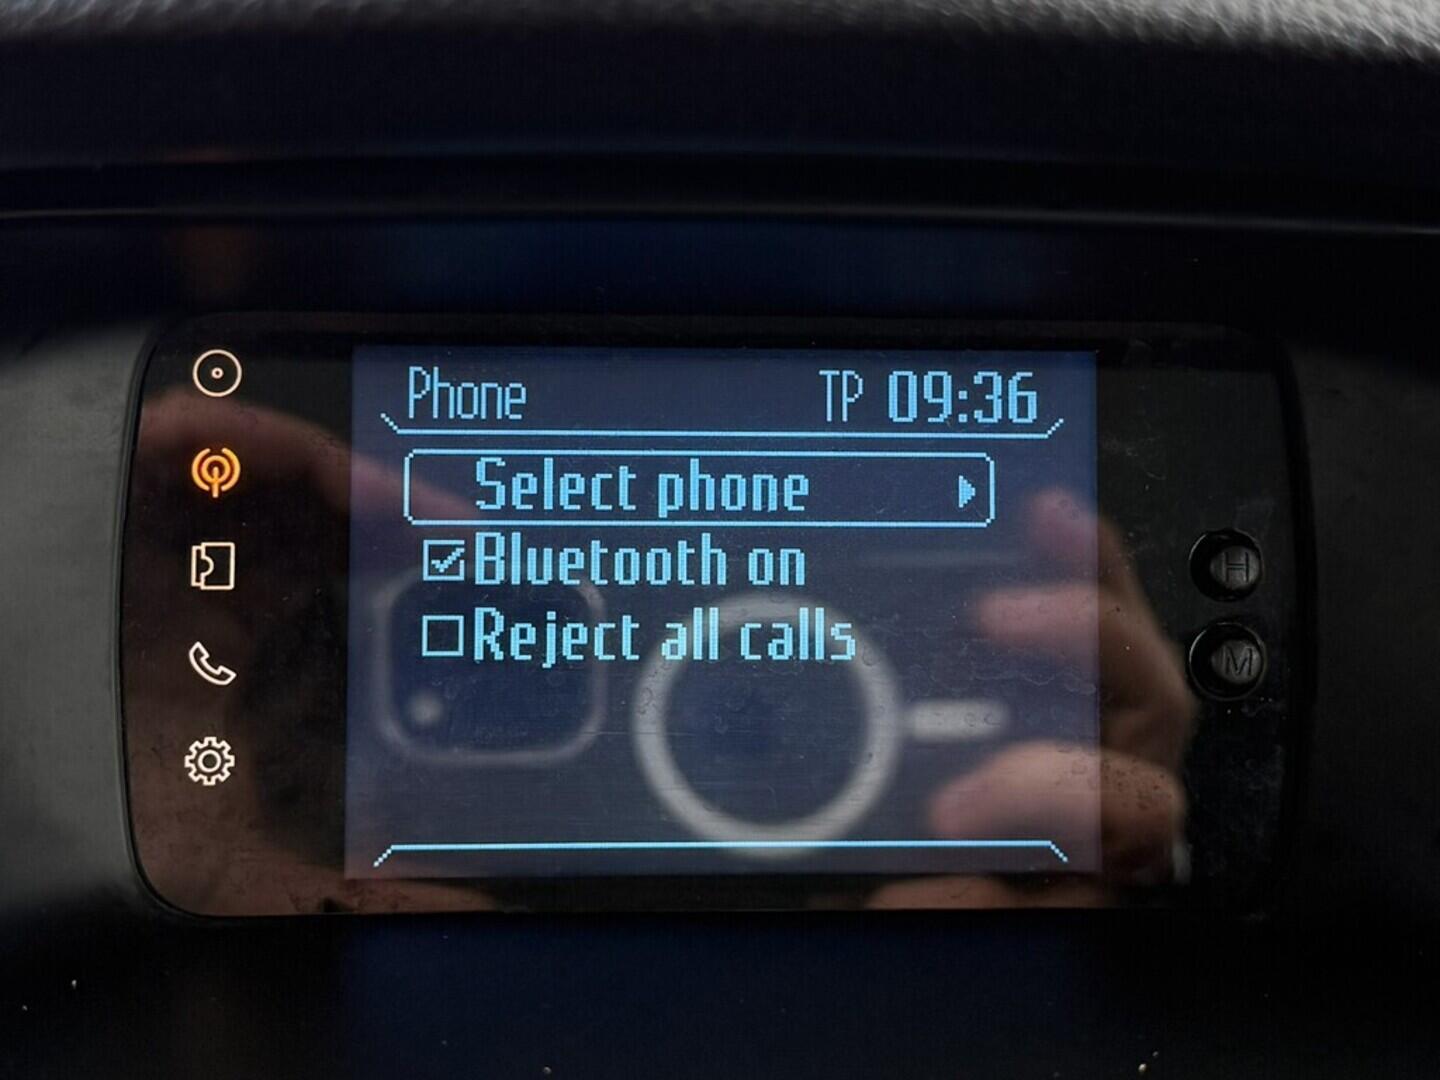 Phone TP 09:36
Select phone
Bluetooth on
Reject all calls
H
M